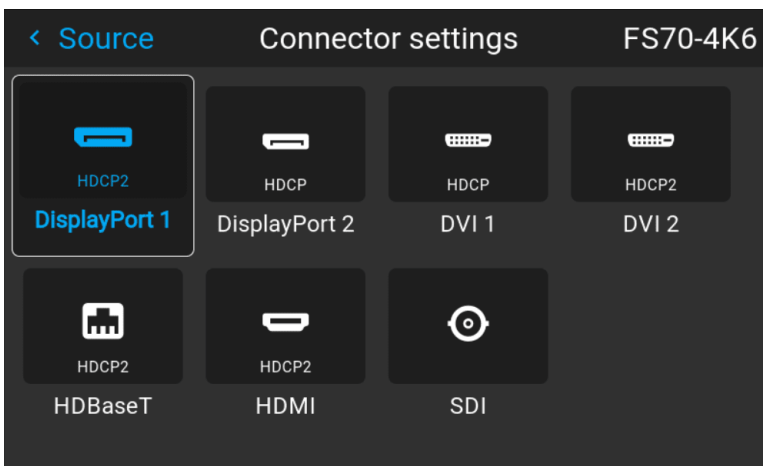 < Source Connector settings FS70-4K6
HDCP2 HDCP HDCP HDCP2
DisplayPort 1 DisplayPort 2 DVI 1 DVI 2
HDCP2 HDCP2
HDBaseT HDMI SDI